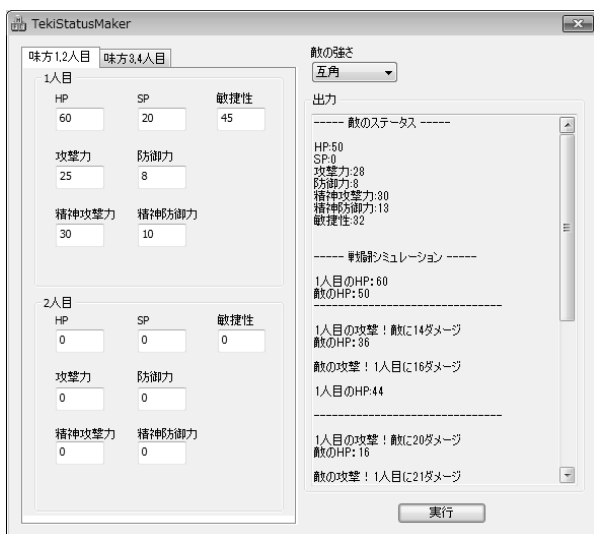 TekiStatusMaker
味方1,2人目 味方3,4人目
1人目
HP SP 敏捷性
60 20 45
攻撃力 防御力
25 8
精神攻撃力 精神防御力
30 10
2人目
HP SP 敏捷性
0 0 0
攻撃力 防御力
0 0
精神攻撃力 精神防御力
0 0
敵の強さ
互角
出力
----- 敵のステータス -----
HP:50
SP:0
攻撃力:28
防御力:8
精神攻撃力:30
精神防御力:13
敏捷性:32
----- 戦闘シミュレーション -----
1人目のHP:60
敵のHP:50
--------------------------------
1人目の攻撃！敵に14ダメージ
敵のHP:36
敵の攻撃！1人目に16ダメージ
1人目のHP:44
--------------------------------
1人目の攻撃！敵に20ダメージ
敵のHP:16
敵の攻撃！1人目に21ダメージ
実行